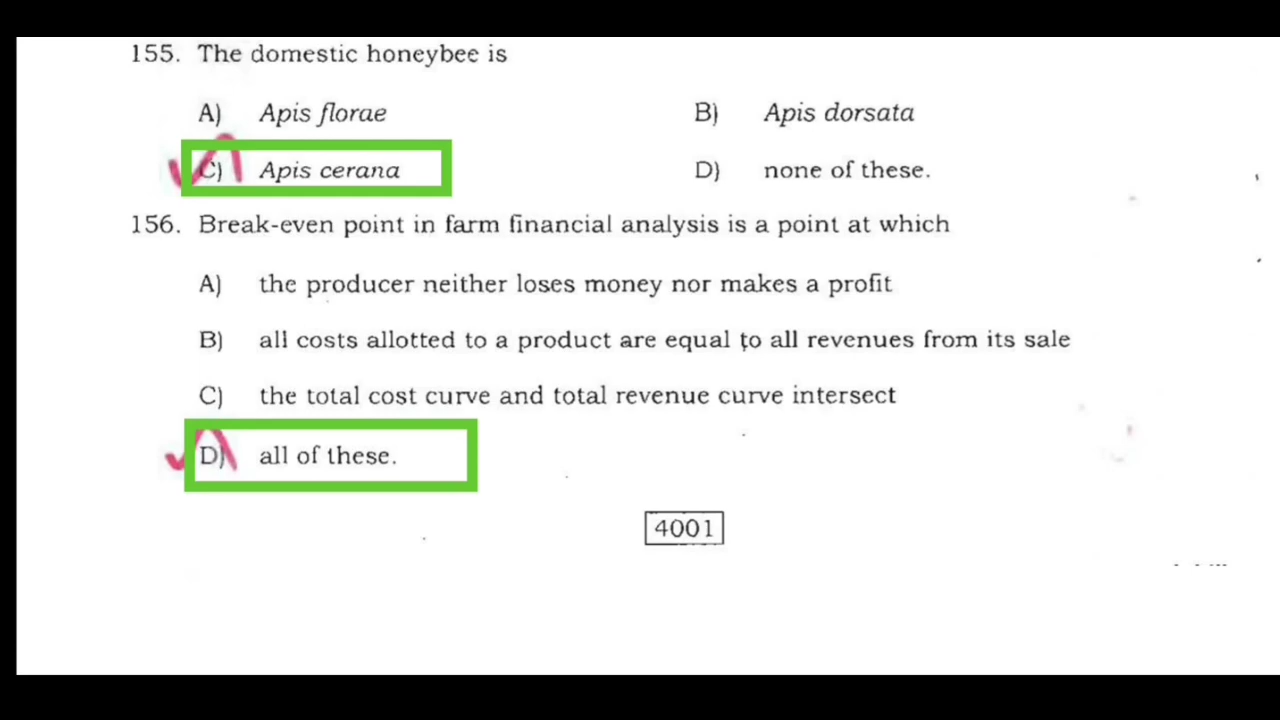 155. The domestic honeybee is
A) Apis florae B) Apis dorsata
C) Apis cerana D) none of these.
156. Break-even point in farm financial analysis is a point at which
A) the producer neither loses money nor makes a profit
B) all costs allotted to a product are equal to all revenues from its sale
C) the total cost curve and total revenue curve intersect
D) all of these.
4001